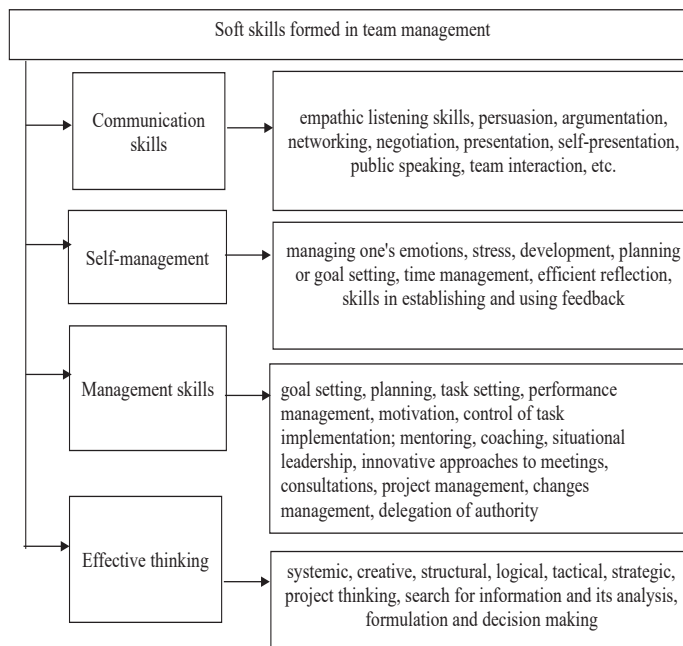 Soft skills formed in team management
Communication
skills
empathic listening skills, persuasion, argumentation,
networking, negotiation, presentation, self-presentation,
public speaking, team interaction, etc.
Self-management
managing one's emotions, stress, development, planning
or goal setting, time management, efficient reflection,
skills in establishing and using feedback
Management skills
goal setting, planning, task setting, performance
management, motivation, control of task
implementation; mentoring, coaching, situational
leadership, innovative approaches to meetings,
consultations, project management, changes
management, delegation of authority
Effective thinking
systemic, creative, structural, logical, tactical, strategic,
project thinking, search for information and its analysis,
formulation and decision making